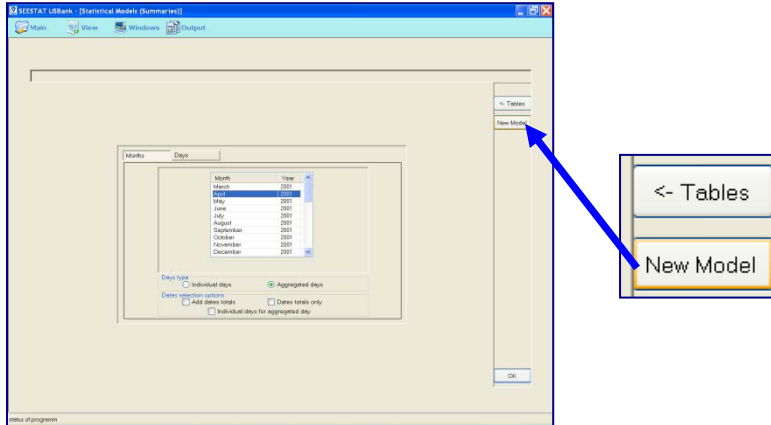 SEESTAT USBank - [Statistical Models (Summaries)]
Main View Windows Output
<- Tables
New Model
Months Days
Month Year
March 2001
April 2001
May 2001
June 2001
July 2001
August 2001
September 2001
October 2001
November 2001
December 2001
Days type
Individual days Aggregated days
Dates selection options
Add dates totals Dates totals only
Individual days for aggregated day
OK
status of programm
<- Tables
New Model